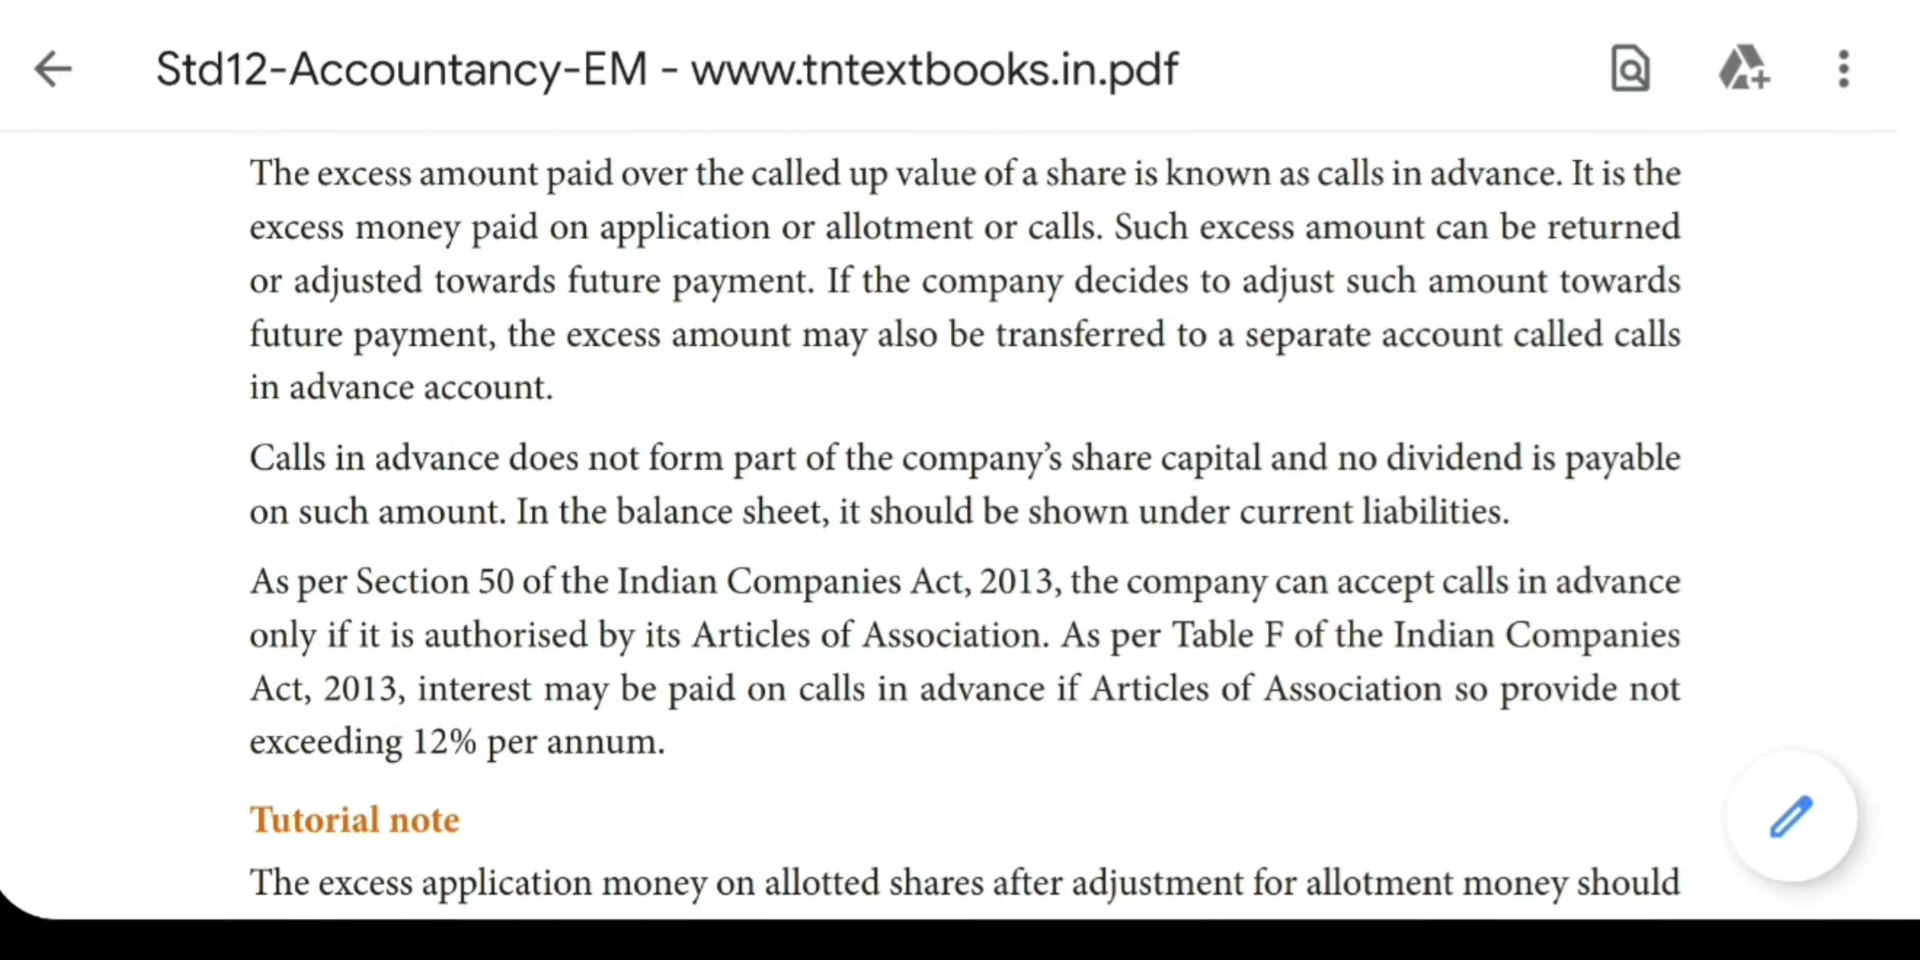 Std12-Accountancy-EM - www.tntextbooks.in.pdf
The excess amount paid over the called up value of a share is known as calls in advance. It is the
excess money paid on application or allotment or calls. Such excess amount can be returned
or adjusted towards future payment. If the company decides to adjust such amount towards
future payment, the excess amount may also be transferred to a separate account called calls
in advance account.
Calls in advance does not form part of the company’s share capital and no dividend is payable
on such amount. In the balance sheet, it should be shown under current liabilities.
As per Section 50 of the Indian Companies Act, 2013, the company can accept calls in advance
only if it is authorised by its Articles of Association. As per Table F of the Indian Companies
Act, 2013, interest may be paid on calls in advance if Articles of Association so provide not
exceeding 12% per annum.
Tutorial note
The excess application money on allotted shares after adjustment for allotment money should